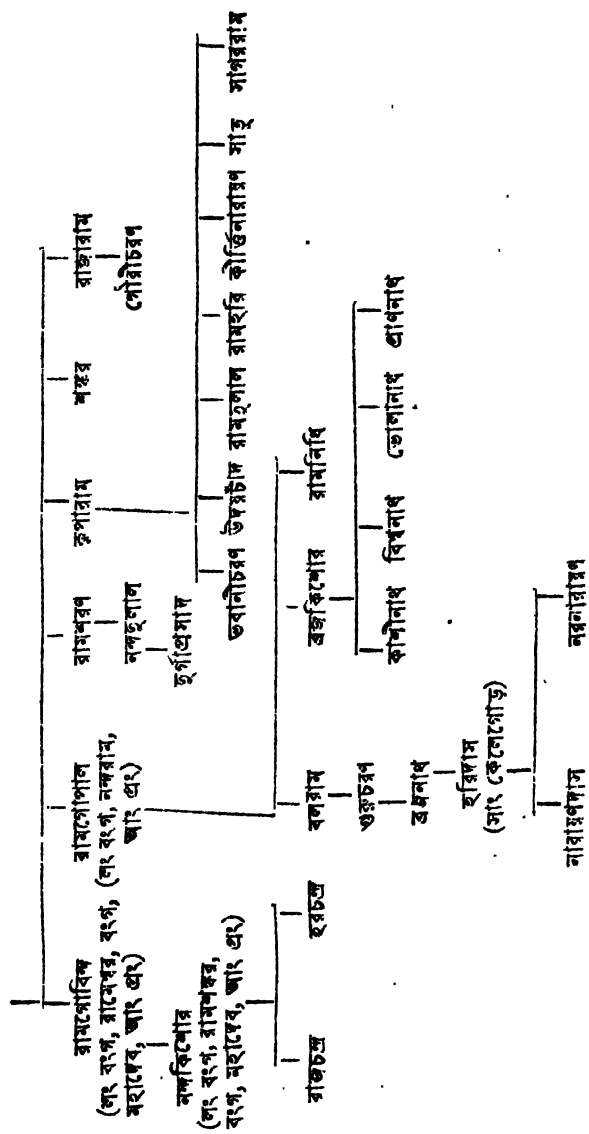 রামগোবিন্দ
(লং বংগ, রামেশ্বর, বংগ,
মহাদেব, আং প্রং)
রামগোপাল
(লং বংগ, নন্দরাম,
আং প্রং)
রামশরণ
কৃপারাম
শঙ্কর
রাজারাম
নন্দকিশোর
(লং বংগ, রামশঙ্কর,
বংগ, মহাদেব, আং প্রং)
নন্দদুলাল
দুর্গাপ্রসাদ
গৌরীচরণ
ভবানীচরণ উদয়চাঁদ রামদুলাল রামহরি কীর্ত্তিনারায়ণ সাতু সাগররাম
রাজচন্দ্র হরচন্দ্র
বলরাম ব্রজকিশোর রামনিধি
গুরুচরণ
কাশীনাথ বিশ্বনাথ ভোলানাথ প্রাণনাথ
ব্রজনাথ
হরিদাস
(সাং কেলেগোড়)
নারায়ণদাস নরনারায়ণ